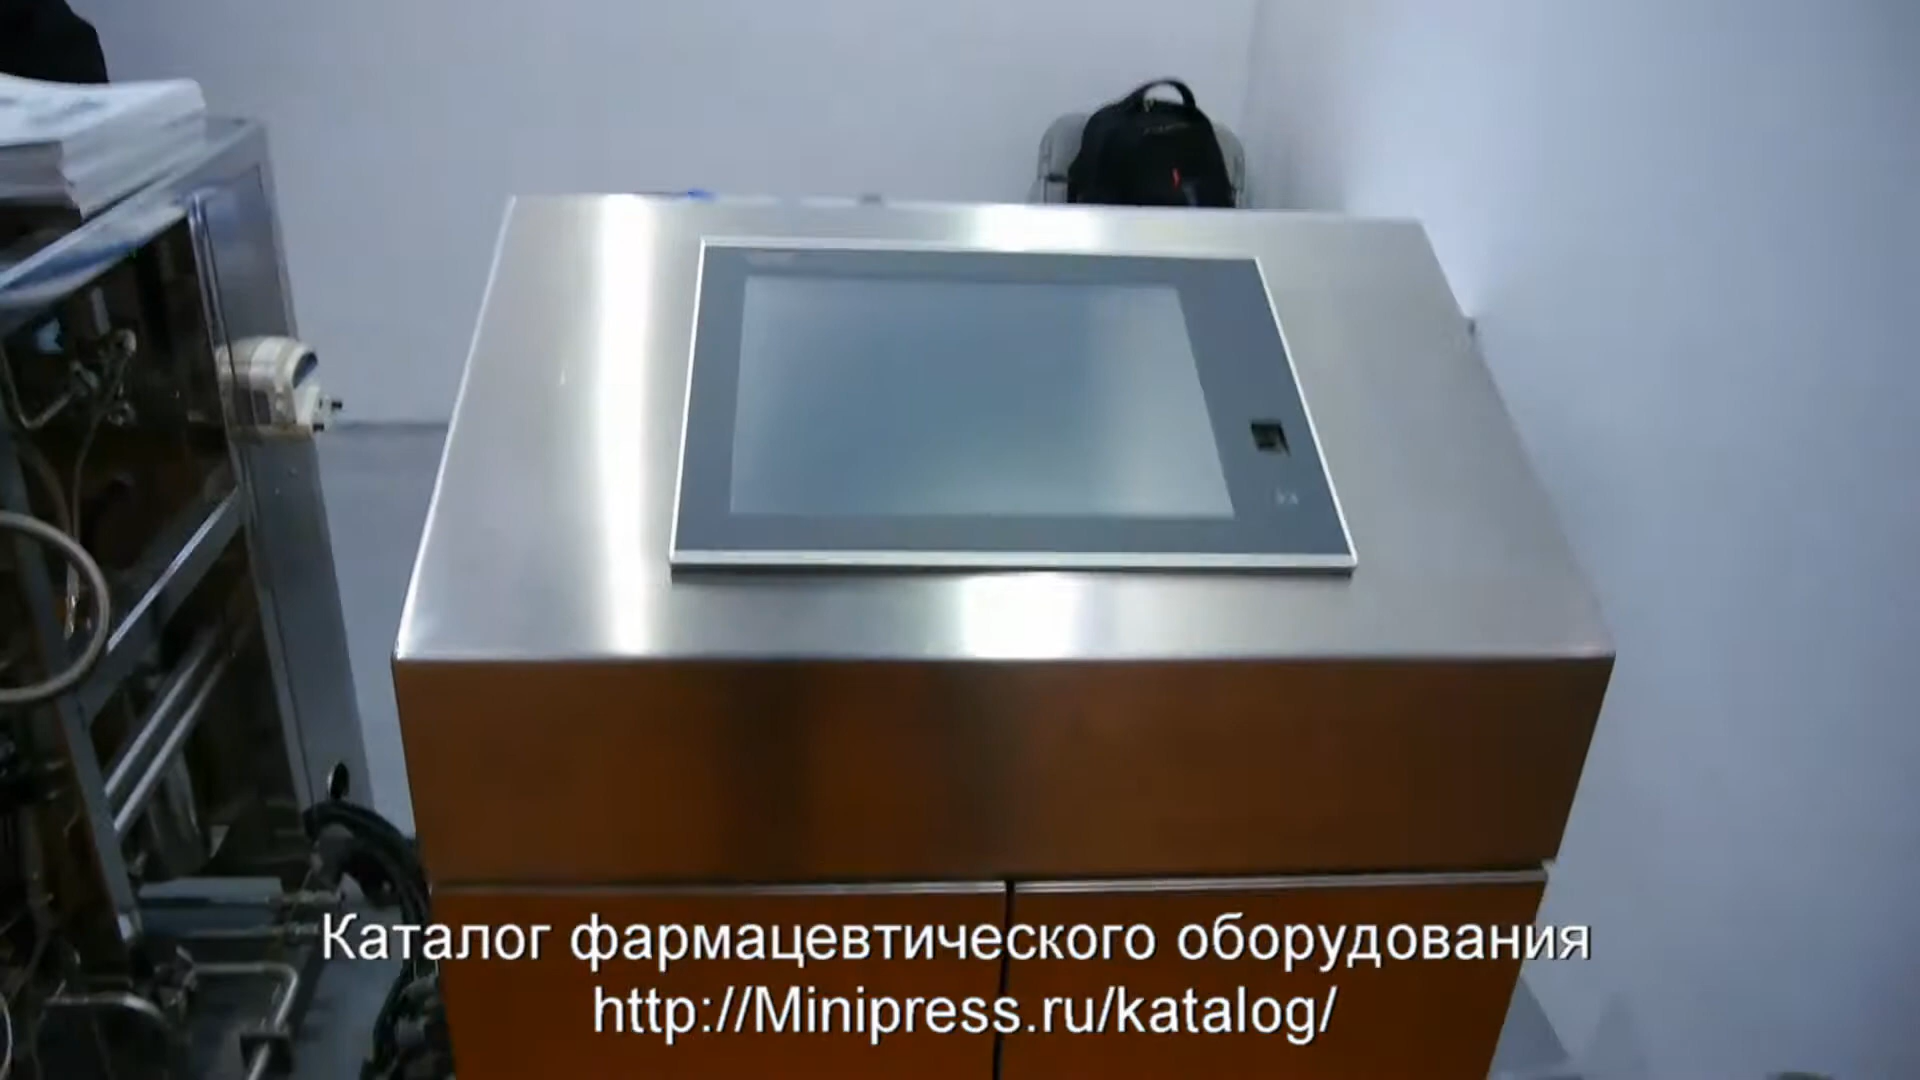 Каталог фармацевтического оборудования
http://Minipress.ru/katalog/